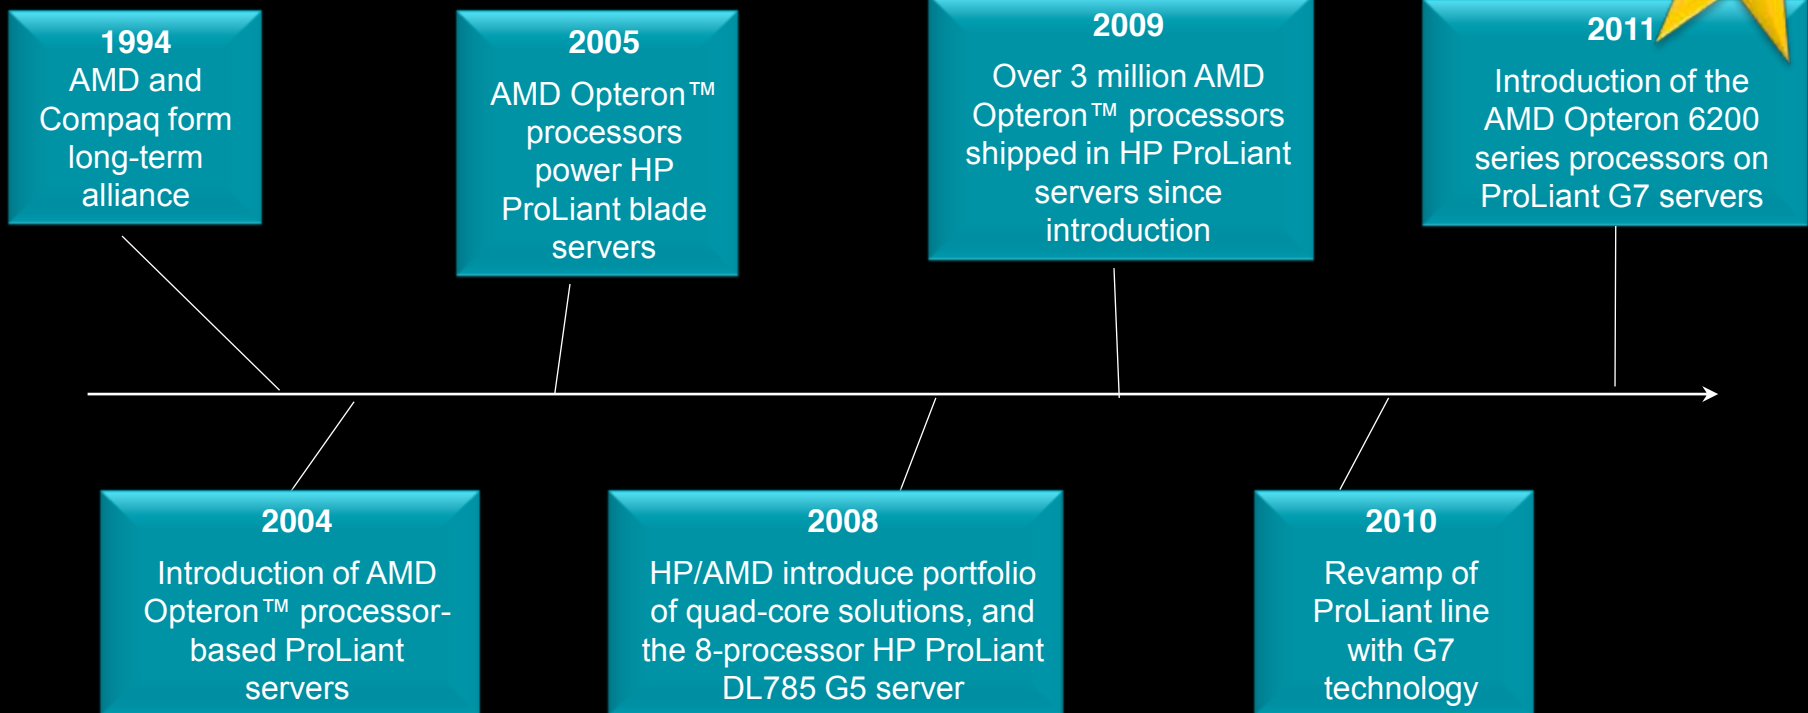 1994
AMD and
Compaq form
long-term
alliance
2005
AMD Opteron™
processors
power HP
ProLiant blade
servers
2009
Over 3 million AMD
Opteron™ processors
shipped in HP ProLiant
servers since
introduction
2011
Introduction of the
AMD Opteron 6200
series processors on
ProLiant G7 servers
2004
Introduction of AMD
Opteron™ processor-
based ProLiant
servers
2008
HP/AMD introduce portfolio
of quad-core solutions, and
the 8-processor HP ProLiant
DL785 G5 server
2010
Revamp of
ProLiant line
with G7
technology